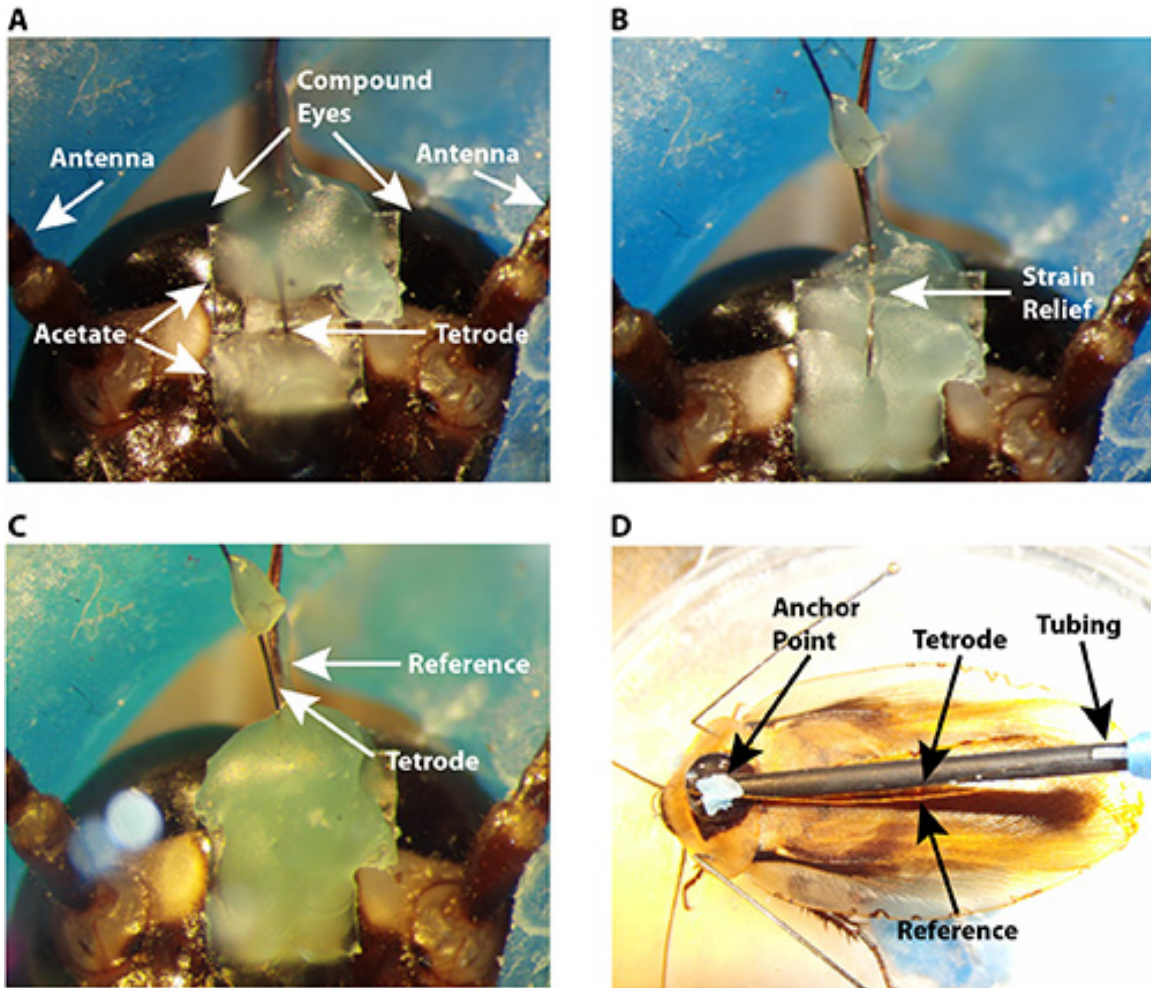 A
Compound
Eyes
Antenna
Antenna
Acetate
Tetrode
B
Strain
Relief
C
Reference
Tetrode
D
Anchor
Point
Tetrode
Tubing
Reference